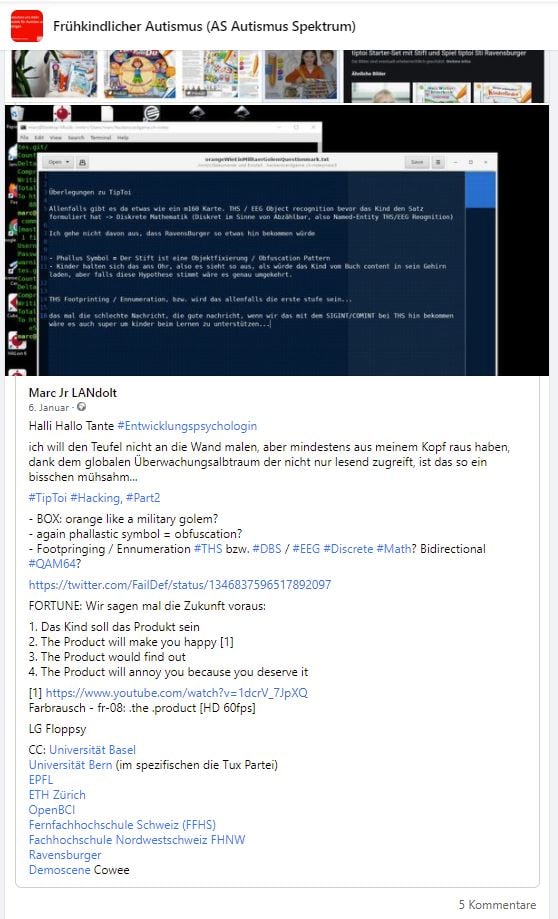 Frühkindlicher Autismus (AS Autismus Spektrum)
tiptoi Starter-Set mit Stift und Spiel tiptoi Sti Ravensburger
Ähnliche Bilder
File Edit View Search Terminal Help
Open
orangeWieEinMilitaerGolemQuestionmark.txt
Save
Überlegungen zu TipToi
Allenfalls gibt es da etwas wie ein m160 Karte. THS / EEG Object recognition bevor das Kind den Satz
formuliert hat -> Diskrete Mathematik (Diskret im Sinne von Abzählbar, also Named-Entity THS/EEG Reognition)
Ich gehe nicht davon aus, dass RavensBurger so etwas hin bekommen würde
- Phallus Symbol = Der Stift ist eine Objektfixierung / Obfuscation Pattern
- Kinder halten sich das ans Ohr, also es sieht so aus, als würde das Kind vom Buch content in sein Gehirn
laden, aber falls diese Hypothese stimmt wäre es genau umgekehrt.
THS Footprinting / Ennumeration, bzw. wird das allenfalls die erste stufe sein...
das mal die schlechte Nachricht, die gute nachricht, wenn wir das mit dem SIGINT/COMINT bei THS hin bekommen
wäre es auch super um kinder beim Lernen zu unterstützen...
Marc Jr LANdolt
6. Januar ·
Halli Hallo Tante #Entwicklungspsychologin
ich will den Teufel nicht an die Wand malen, aber mindestens aus meinem Kopf raus haben,
dank dem globalen Überwachungsalbtraum der nicht nur lesend zugreift, ist das so ein
bisschen mühsahm...
#TipToi #Hacking, #Part2
- BOX: orange like a military golem?
- again phallastic symbol = obfuscation?
- Footpringing / Ennumeration #THS bzw. #DBS / #EEG #Discrete #Math? Bidirectional
#QAM64?
https://twitter.com/FailDef/status/1346837596517892097
FORTUNE: Wir sagen mal die Zukunft voraus:
1. Das Kind soll das Produkt sein
2. The Product will make you happy [1]
3. The Product would find out
4. The Product will annoy you because you deserve it
[1] https://www.youtube.com/watch?v=1dcrV_7JpXQ
Farbrausch - fr-08: .the .product [HD 60fps]
LG Floppsy
CC: Universität Basel
Universität Bern (im spezifischen die Tux Partei)
EPFL
ETH Zürich
OpenBCI
Fernfachhochschule Schweiz (FFHS)
Fachhochschule Nordwestschweiz FHNW
Ravensburger
Demoscene Cowee
5 Kommentare